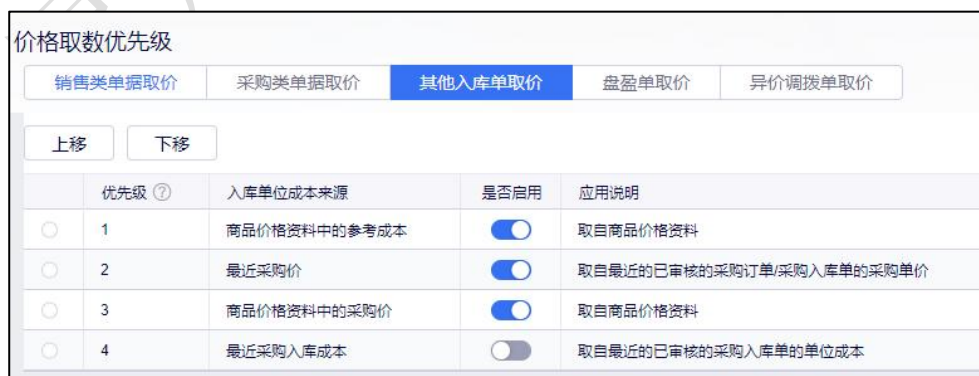 价格取数优先级
销售类单据取价 采购类单据取价 其他入库单取价 盘盈单取价 异价调拨单取价
上移 下移
优先级 ? 入库单位成本来源 是否启用 应用说明
1 商品价格资料中的参考成本 取自商品价格资料
2 最近采购价 取自最近的已审核的采购订单/采购入库单的采购单价
3 商品价格资料中的采购价 取自商品价格资料
4 最近采购入库成本 取自最近的已审核的采购入库单的单位成本